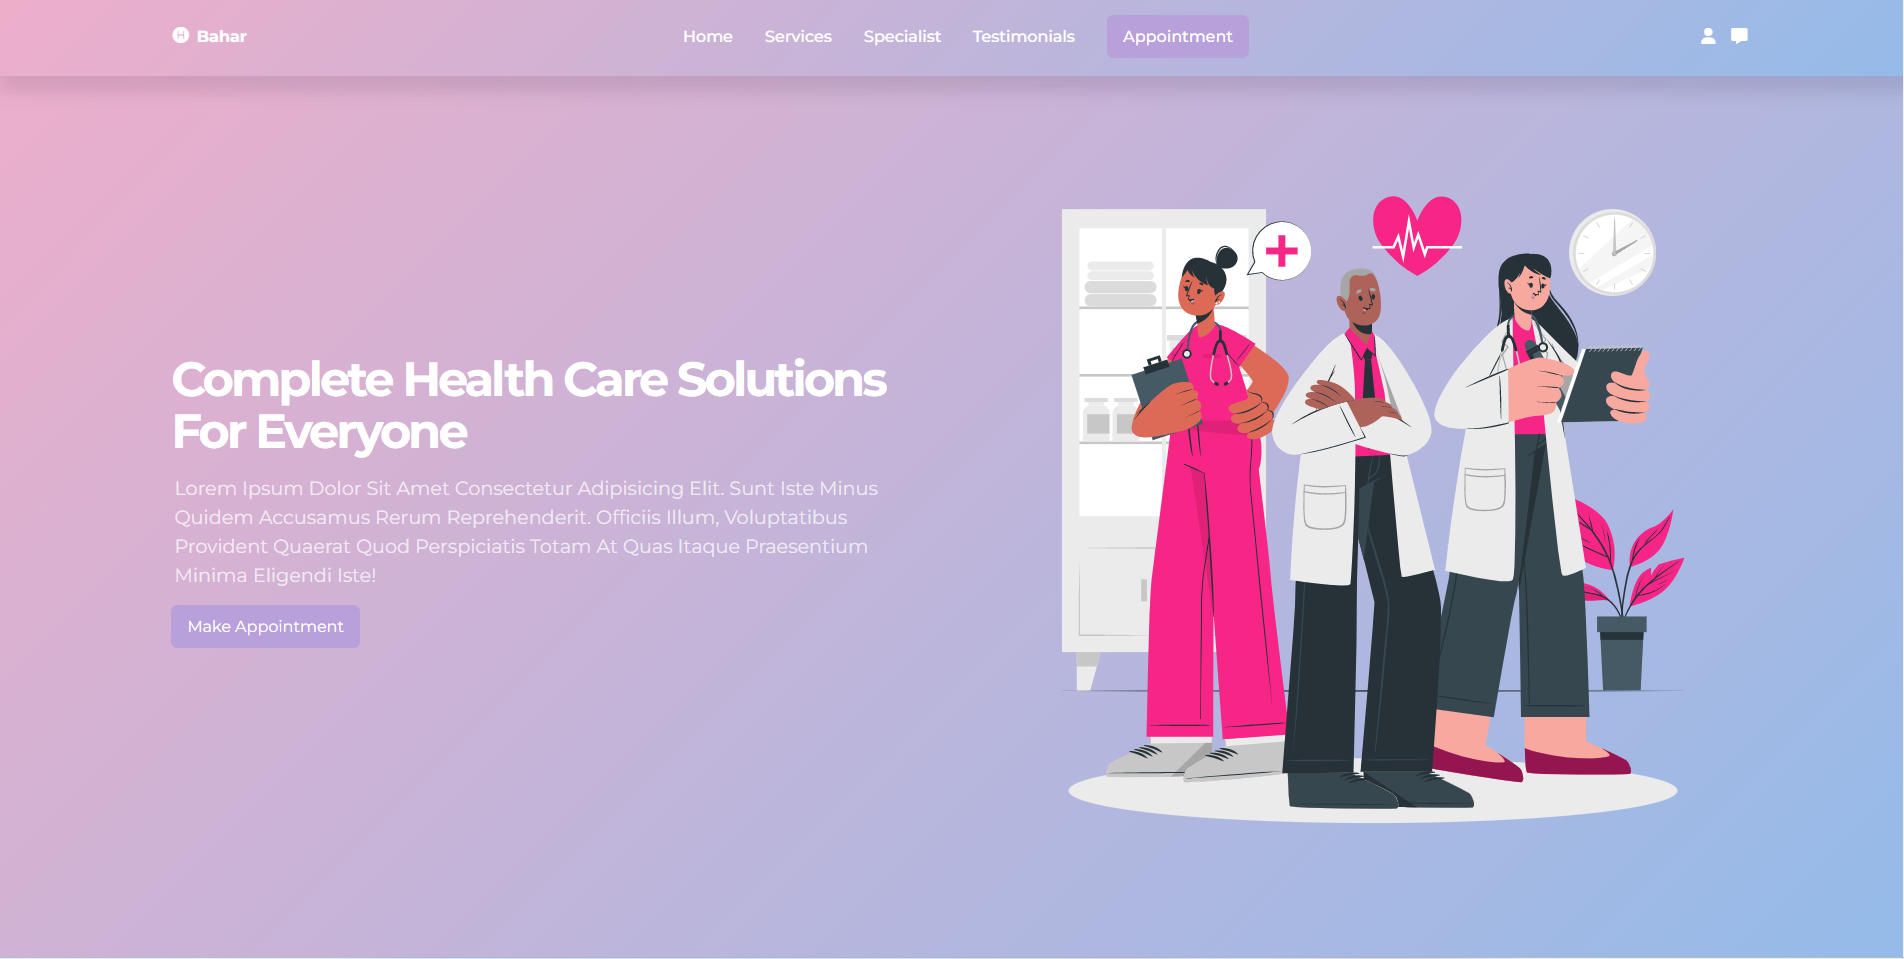 H Bahar
Home Services Specialist Testimonials Appointment
Complete Health Care Solutions
For Everyone
Lorem Ipsum Dolor Sit Amet Consectetur Adipisicing Elit. Sunt Iste Minus
Quidem Accusamus Rerum Reprehenderit. Officiis Illum, Voluptatibus
Provident Quaerat Quod Perspiciatis Totam At Quas Itaque Praesentium
Minima Eligendi Iste!
Make Appointment